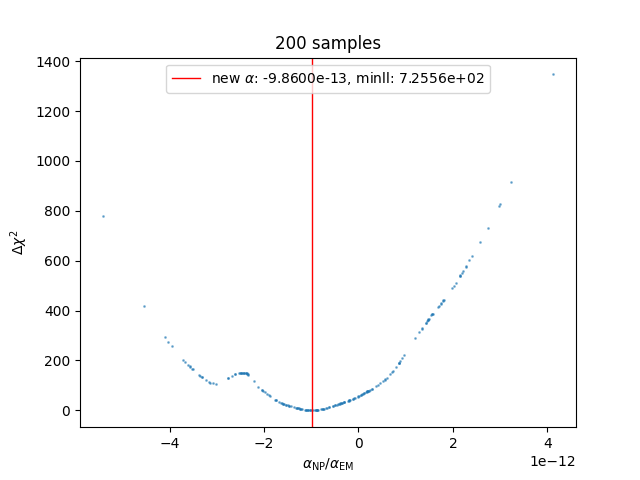 200 samples
new α: -9.8600e-13, minll: 7.2556e+02
1400
1200
1000
800
600
400
200
0
Δχ²
−4 −2 0 2 4
1e−12
α_NP/α_EM